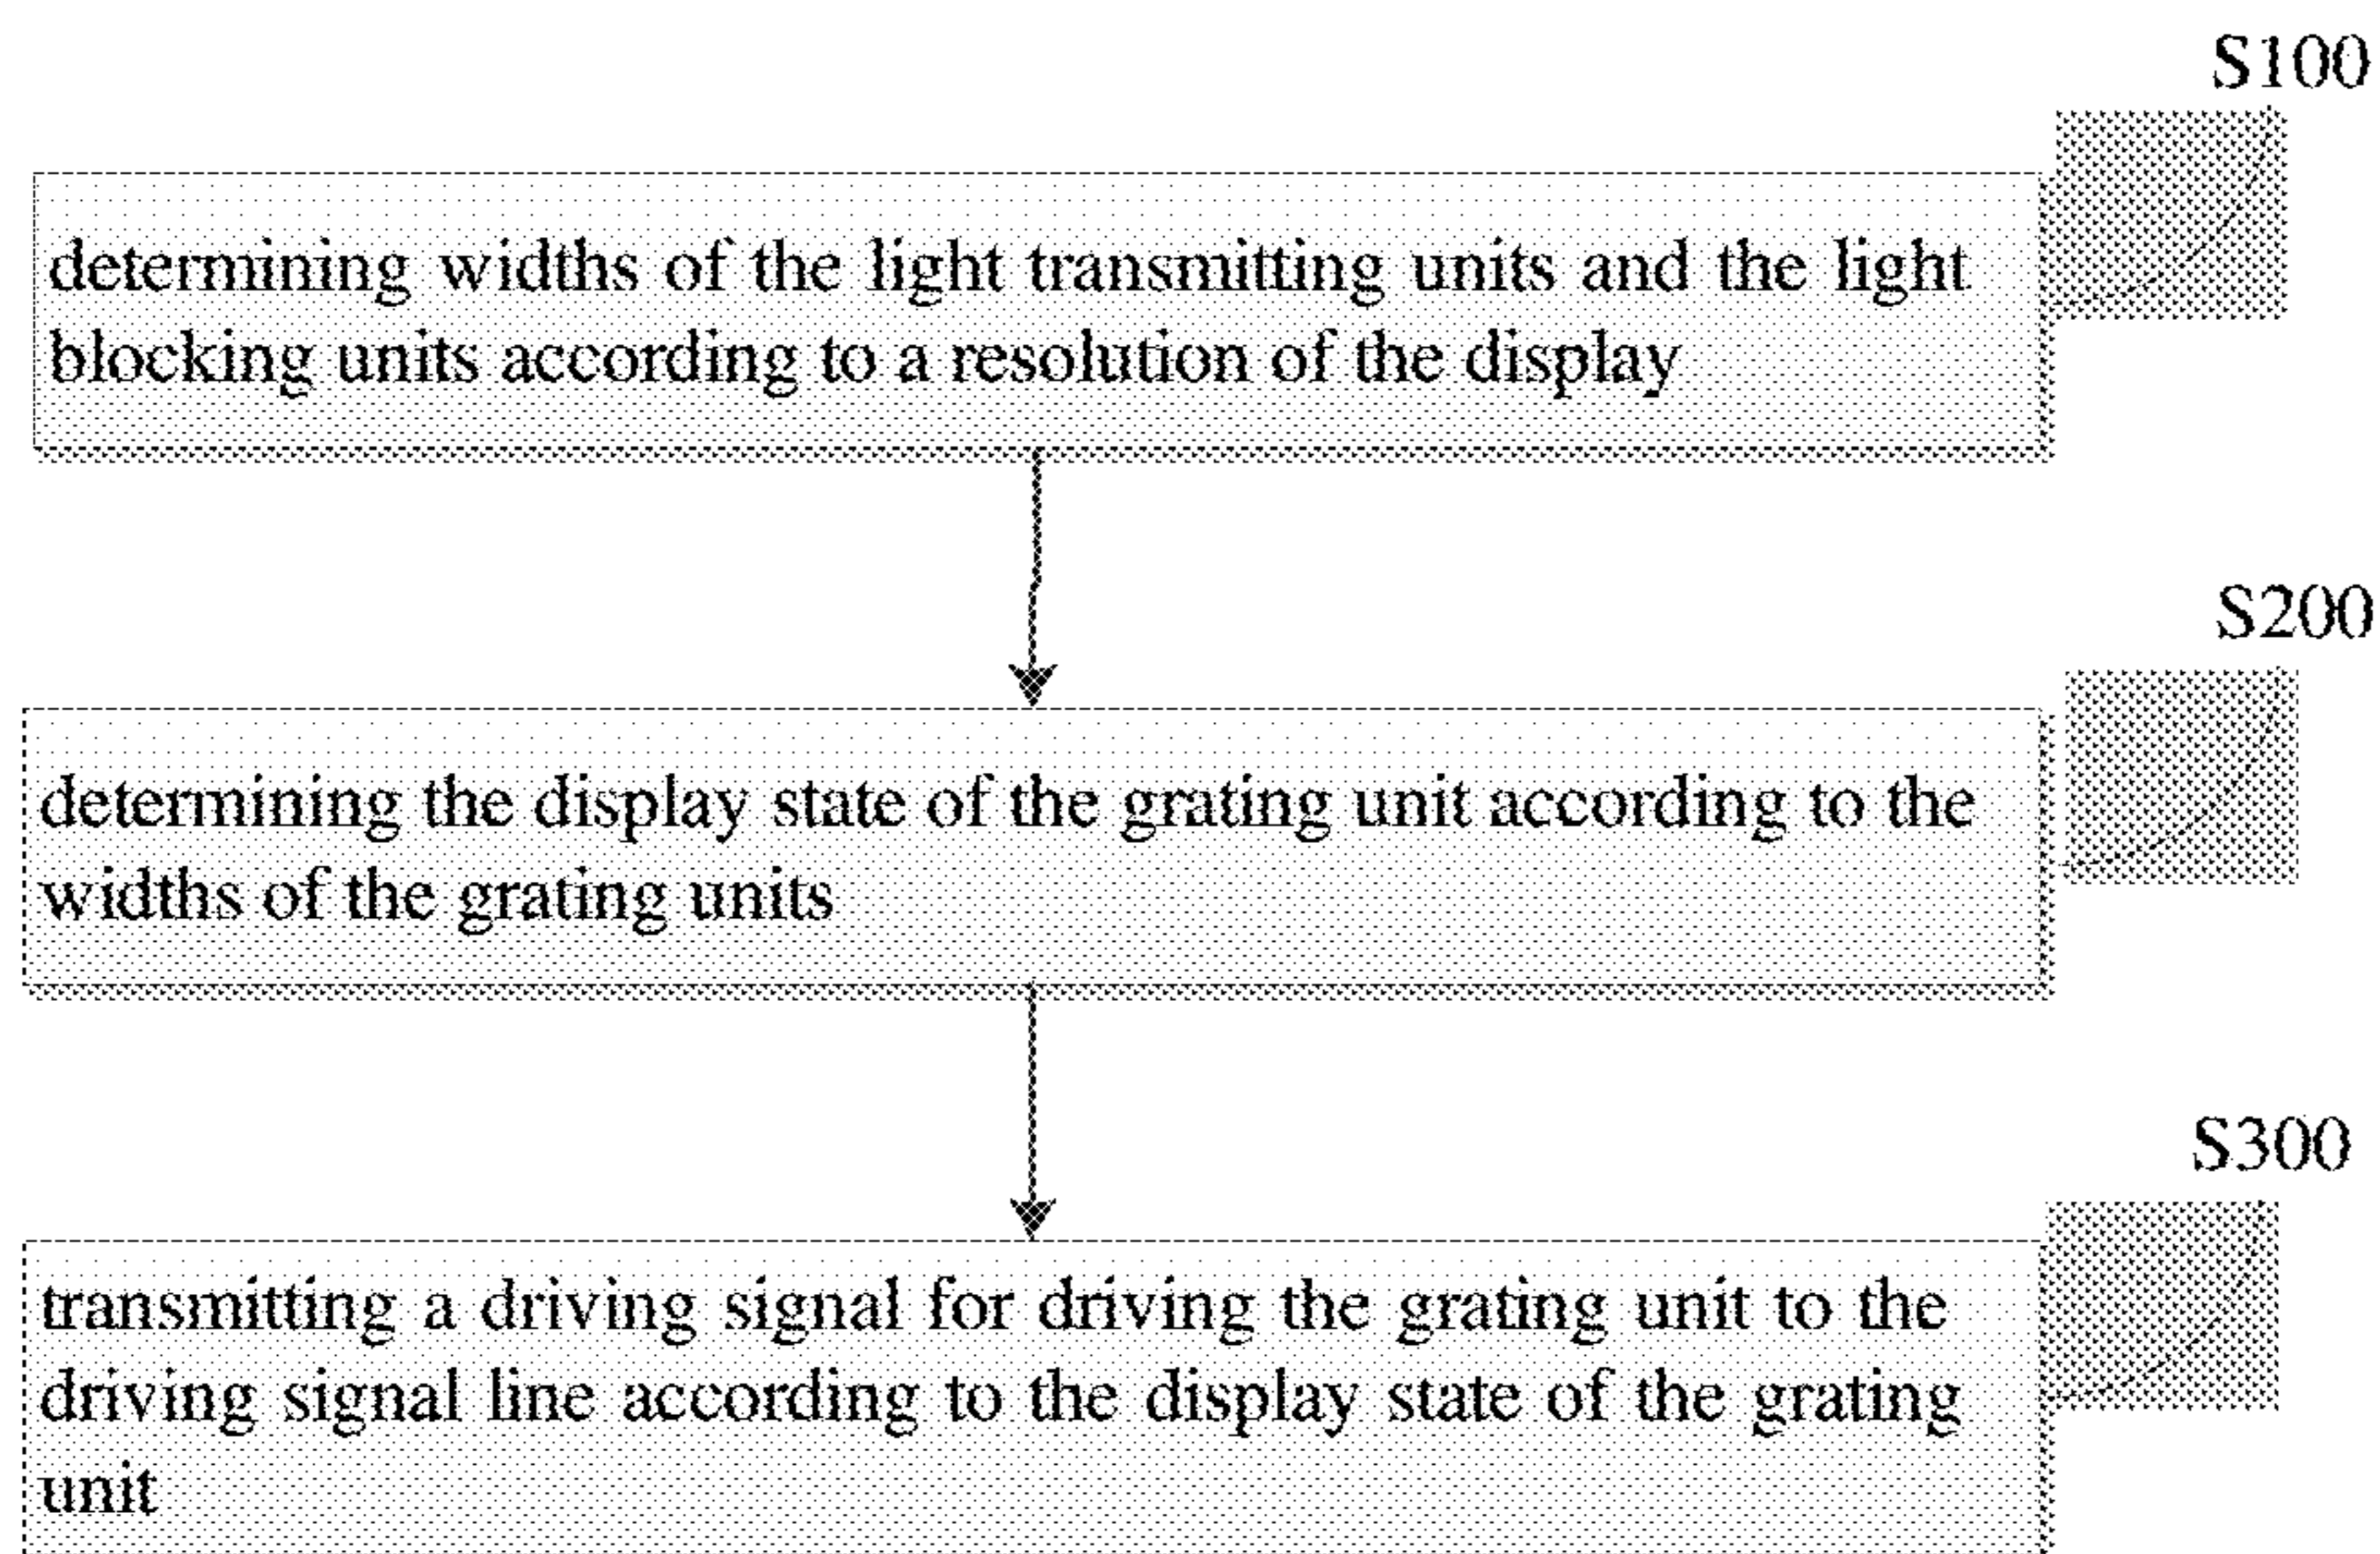 S100
determining widths of the light transmitting units and the light
blocking units according to a resolution of the display
S200
determining the display state of the grating unit according to the
widths of the grating units
S300
transmitting a driving signal for driving the grating unit to the
driving signal line according to the display state of the grating
unit